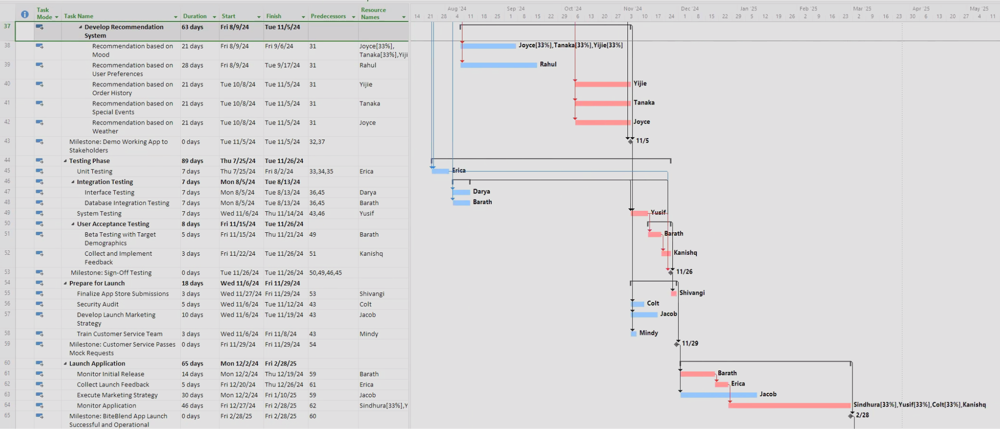 Task Mode Task Name Duration Start Finish Predecessors Resource Names
Aug '24 Sep '24 Oct '24 Nov '24 Dec '24 Jan '25 Feb '25 Mar '25 Apr '25 May '25
14 21 28 4 11 18 25 1 8 15 22 29 6 13 20 27 3 10 17 24 1 8 15 22 29 5 12 19 26 2 9 16 23 2 9 16 23 30 6 13 20 27 4 11
37 Develop Recommendation System 63 days Fri 8/9/24 Tue 11/5/24
38 Recommendation based on Mood 21 days Fri 8/9/24 Fri 9/6/24 31 Joyce[33%], Tanaka[33%],Yiji Joyce[33%],Tanaka[33%],Yijie[33%]
39 Recommendation based on User Preferences 28 days Fri 8/9/24 Tue 9/17/24 31 Rahul Rahul
40 Recommendation based on Order History 21 days Tue 10/8/24 Tue 11/5/24 31 Yijie Yijie
41 Recommendation based on Special Events 21 days Tue 10/8/24 Tue 11/5/24 31 Tanaka Tanaka
42 Recommendation based on Weather 21 days Tue 10/8/24 Tue 11/5/24 31 Joyce Joyce
43 Milestone: Demo Working App to Stakeholders 0 days Tue 11/5/24 Tue 11/5/24 32,37 11/5
44 Testing Phase 89 days Thu 7/25/24 Tue 11/26/24
45 Unit Testing 7 days Thu 7/25/24 Fri 8/2/24 33,34,35 Erica Erica
46 Integration Testing 7 days Mon 8/5/24 Tue 8/13/24
47 Interface Testing 7 days Mon 8/5/24 Tue 8/13/24 36,45 Darya Darya
48 Database Integration Testing 7 days Mon 8/5/24 Tue 8/13/24 36,45 Barath Barath
49 System Testing 7 days Wed 11/6/24 Thu 11/14/24 43,46 Yusif Yusif
50 User Acceptance Testing 8 days Fri 11/15/24 Tue 11/26/24
51 Beta Testing with Target Demographics 5 days Fri 11/15/24 Thu 11/21/24 49 Barath Barath
52 Collect and Implement Feedback 3 days Fri 11/22/24 Tue 11/26/24 51 Kanishq Kanishq
53 Milestone: Sign-Off Testing 0 days Tue 11/26/24 Tue 11/26/24 50,49,46,45 11/26
54 Prepare for Launch 18 days Wed 11/6/24 Fri 11/29/24
55 Finalize App Store Submissions 3 days Wed 11/27/24 Fri 11/29/24 53 Shivangi Shivangi
56 Security Audit 5 days Wed 11/6/24 Tue 11/12/24 43 Colt Colt
57 Develop Launch Marketing Strategy 10 days Wed 11/6/24 Tue 11/19/24 43 Jacob Jacob
58 Train Customer Service Team 3 days Wed 11/6/24 Fri 11/8/24 43 Mindy Mindy
59 Milestone: Customer Service Passes Mock Requests 0 days Fri 11/29/24 Fri 11/29/24 54 11/29
60 Launch Application 65 days Mon 12/2/24 Fri 2/28/25
61 Monitor Initial Release 14 days Mon 12/2/24 Thu 12/19/24 59 Barath Barath
62 Collect Launch Feedback 5 days Fri 12/20/24 Thu 12/26/24 61 Erica Erica
63 Execute Marketing Strategy 30 days Mon 12/2/24 Fri 1/10/25 59 Jacob Jacob
64 Monitor Application 46 days Fri 12/27/24 Fri 2/28/25 62 Sindhura[33%],Y Sindhura[33%],Yusif[33%],Colt[33%],Kanishq
65 Milestone: BiteBlend App Launch Successful and Operational 0 days Fri 2/28/25 Fri 2/28/25 60 2/28